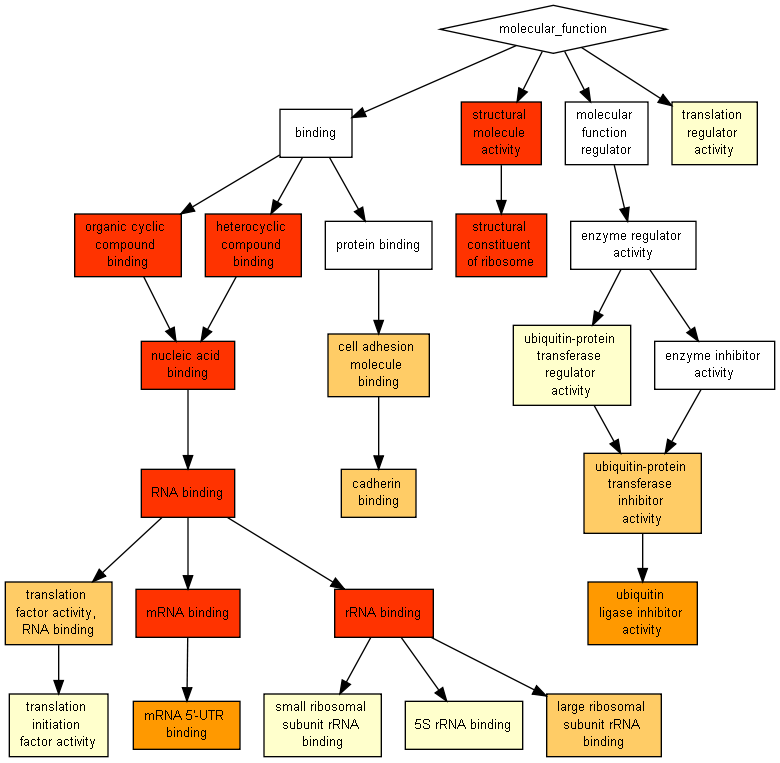 molecular_function
binding
structural
molecule
activity
molecular
function
regulator
translation
regulator
activity
organic cyclic
compound
binding
heterocyclic
compound
binding
protein binding
structural
constituent
of ribosome
enzyme regulator
activity
nucleic acid
binding
cell adhesion
molecule
binding
ubiquitin-protein
transferase
regulator
activity
enzyme inhibitor
activity
RNA binding
cadherin
binding
ubiquitin-protein
transferase
inhibitor
activity
translation
factor activity,
RNA binding
mRNA binding
rRNA binding
ubiquitin
ligase inhibitor
activity
translation
initiation
factor activity
mRNA 5'-UTR
binding
small ribosomal
subunit rRNA
binding
5S rRNA binding
large ribosomal
subunit rRNA
binding